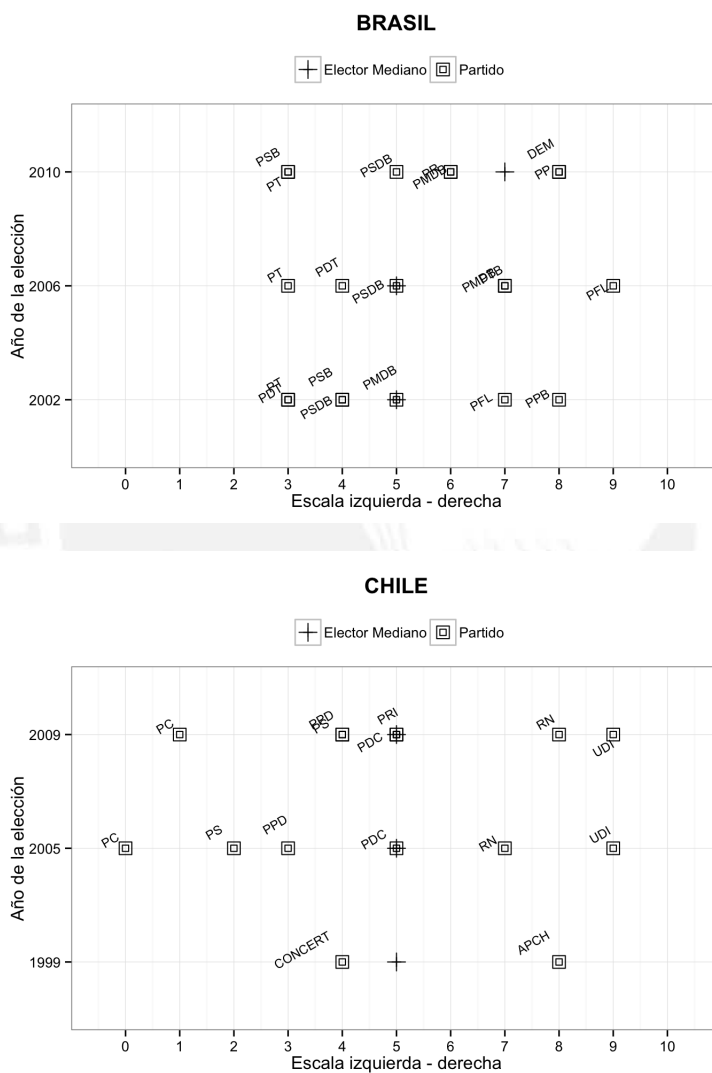 BRASIL
Elector Mediano Partido
PSB
DEM
PSDB PR
2010 PT PMDB PP
PDT
PT PMDB PTB
2006 PSDB PFL
PSB PMDB
PT
2002 PDT PSDB PFL PPB
Año de la elección
0 1 2 3 4 5 6 7 8 9 10
Escala izquierda - derecha
CHILE
Elector Mediano Partido
PPD PRI
PC PS RN
2009 PDC UDI
PPD
PS UDI
2005 PC PDC RN
APCH
1999 CONCERT
Año de la elección
0 1 2 3 4 5 6 7 8 9 10
Escala izquierda - derecha